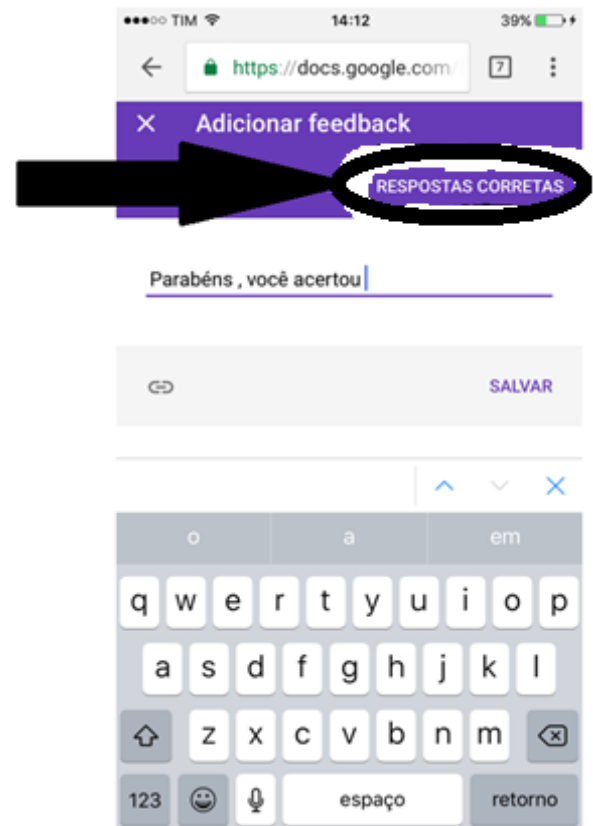 TIM 14:12 39%
https://docs.google.com/ 7
Adicionar feedback
RESPOSTAS CORRETAS
Parabéns , você acertou
SALVAR
o a em
q w e r t y u i o p
a s d f g h j k l
z x c v b n m
123 espaço retorno